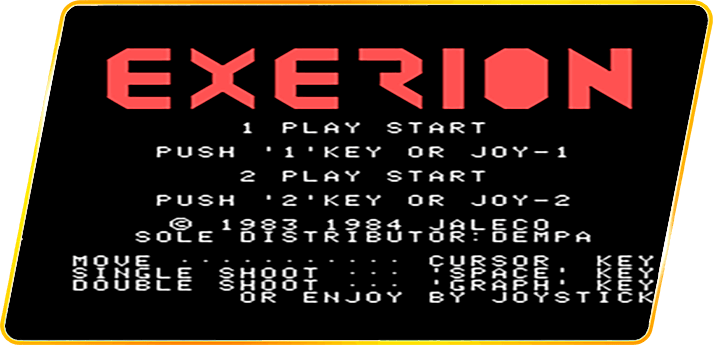 EXERION
1 PLAY START
PUSH '1'KEY OR JOY-1
2 PLAY START
PUSH '2'KEY OR JOY-2
© 1983 1984 JALECO
SOLE DISTRIBUTOR:DEMPA
MOVE ............ CURSOR KEY
SINGLE SHOOT ... 'SPACE' KEY
DOUBLE SHOOT ... 'GRAPH' KEY
OR ENJOY BY JOYSTICK